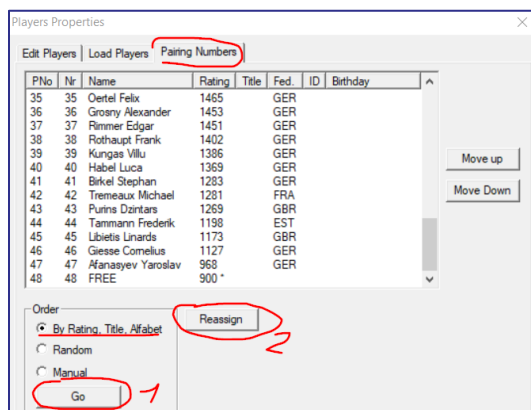 Players Properties
Edit Players Load Players Pairing Numbers
PNo Nr Name Rating Title Fed. ID Birthday
35 35 Oertel Felix 1465 GER
36 36 Grosny Alexander 1453 GER
37 37 Rimmer Edgar 1451 GER
38 38 Rothaupt Frank 1402 GER
39 39 Kungas Villu 1386 GER
40 40 Habel Luca 1369 GER
41 41 Birkel Stephan 1283 GER
42 42 Tremeaux Michael 1281 FRA
43 43 Purins Dzintars 1269 GBR
44 44 Tammann Frederik 1198 EST
45 45 Libietis Linards 1173 GBR
46 46 Giesse Cornelius 1127 GER
47 47 Afanasyev Yaroslav 968 GER
48 48 FREE 900 *
Move up
Move Down
Order
By Rating, Title, Alfabet
Reassign
2
Random
Manual
Go
1